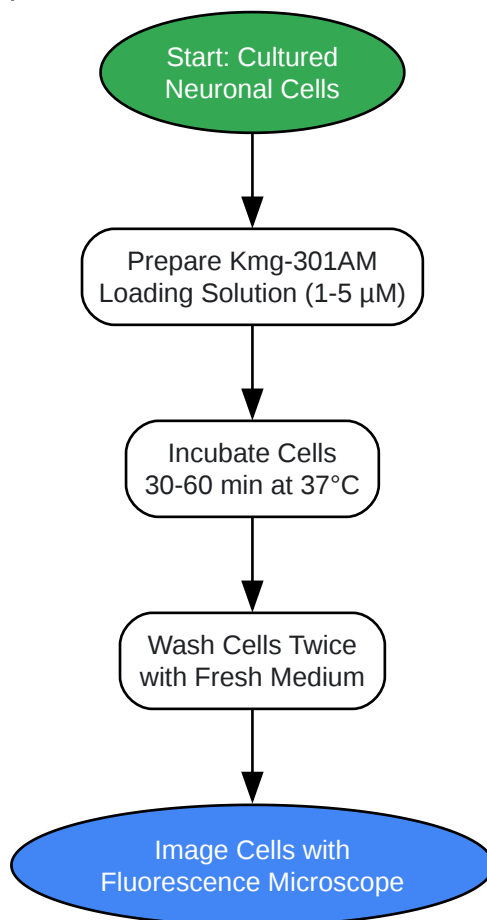 Start: Cultured
Neuronal Cells
Prepare Kmg-301AM
Loading Solution (1-5 µM)
Incubate Cells
30-60 min at 37°C
Wash Cells Twice
with Fresh Medium
Image Cells with
Fluorescence Microscope